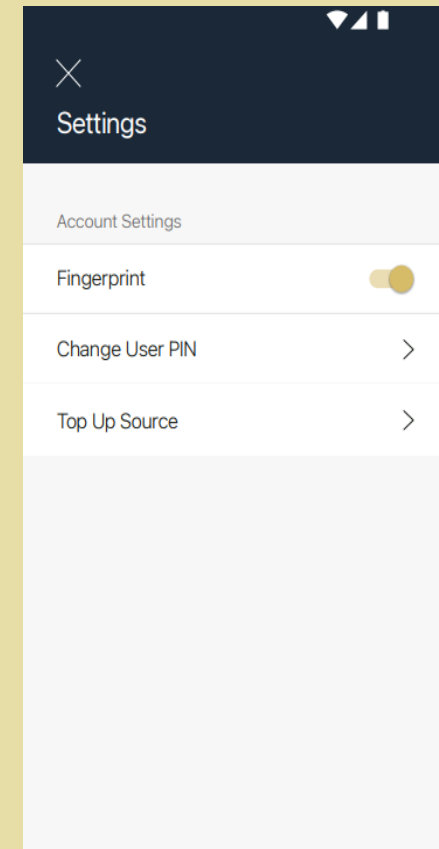 Settings
Account Settings
Fingerprint
Change User PIN
Top Up Source